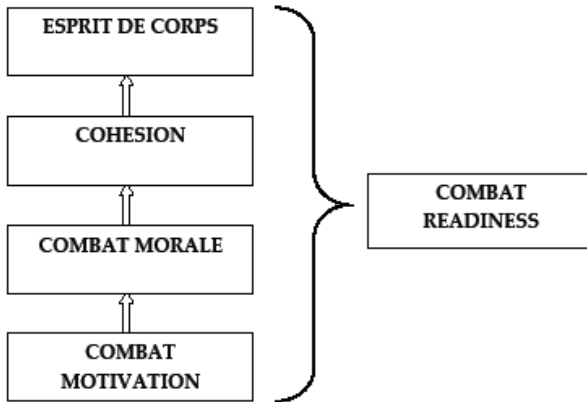 ESPRIT DE CORPS
COHESION
COMBAT MORALE
COMBAT
MOTIVATION
COMBAT
READINESS